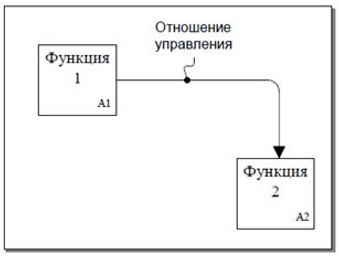 Отношение
управления
Функция
1
A1
Функция
2
A2